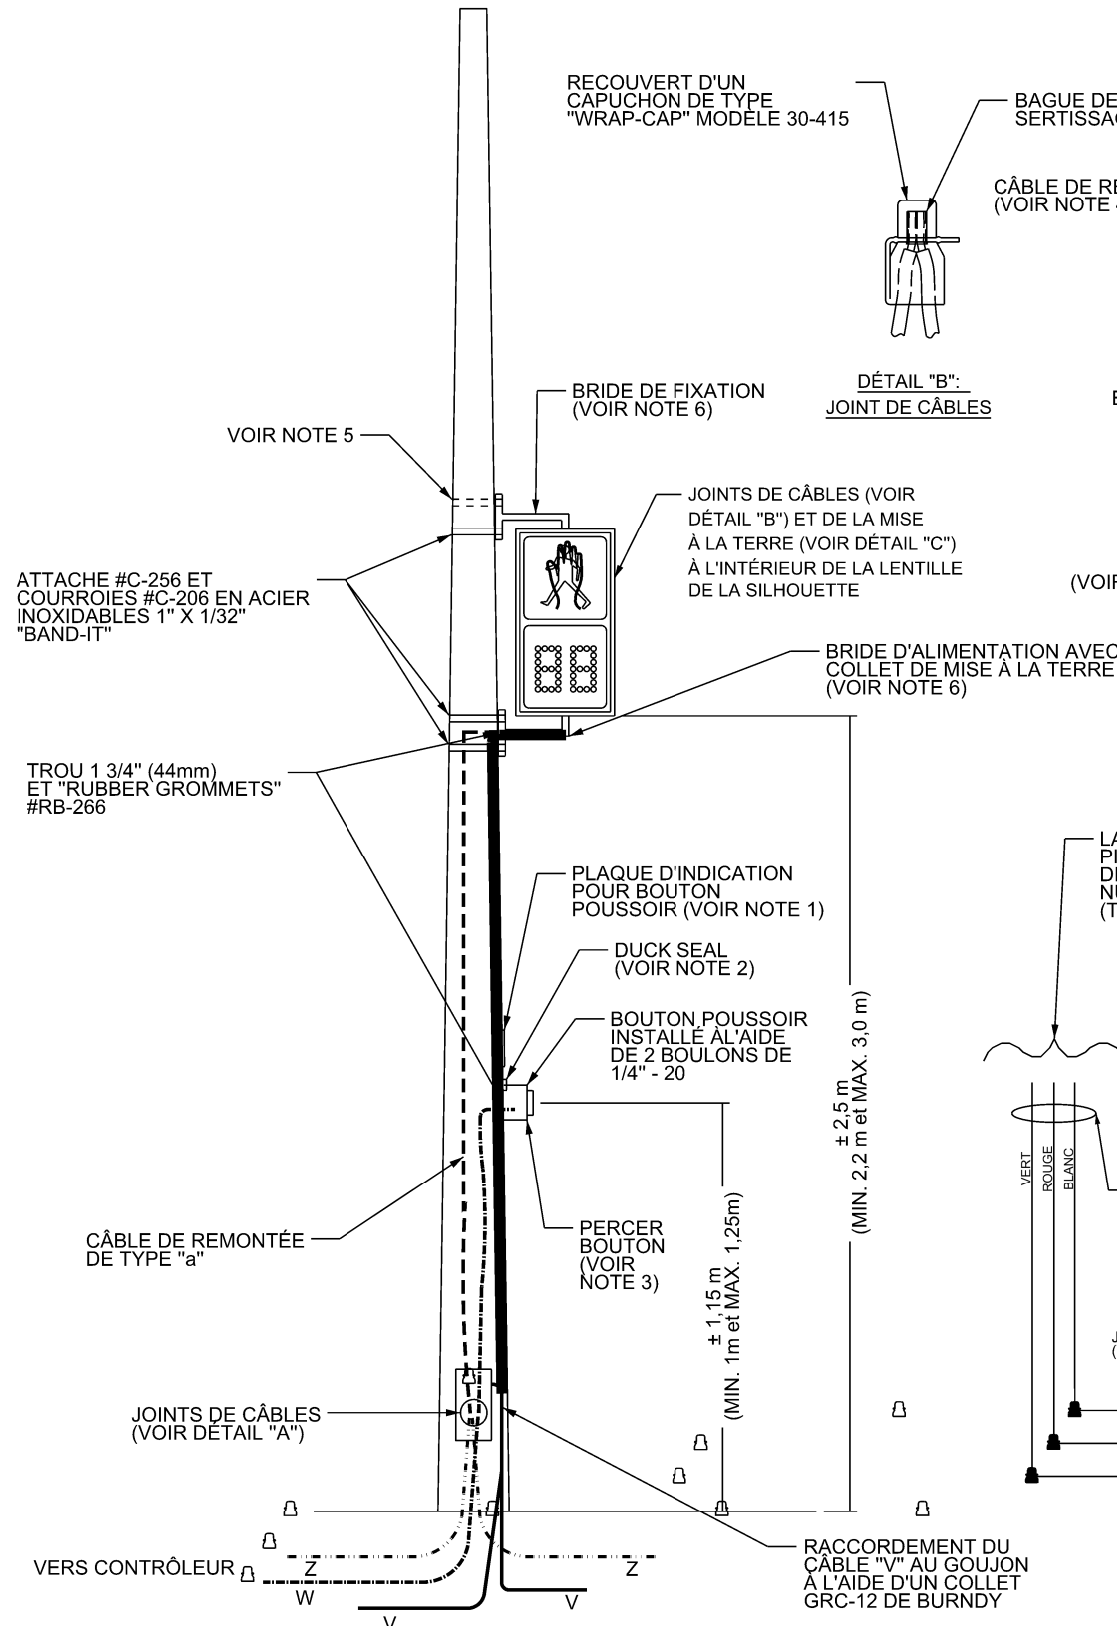 RECOUVERT D'UN
CAPUCHON DE TYPE
"WRAP-CAP" MODÈLE 30-415
BAGUE DE
CÂBLE DE
(VOIR NOTE
DÉTAIL "B":
JOINT DE CÂBLES
BRIDE DE FIXATION
(VOIR NOTE 6)
VOIR NOTE 5
JOINTS DE CÂBLES (VOIR
DÉTAIL "B") ET DE LA MISE
À LA TERRE (VOIR DÉTAIL "C")
À L'INTÉRIEUR DE LA LENTILLE
DE LA SILHOUETTE
ATTACHE #C-256 ET
COURROIES #C-206 EN ACIER
INOXIDABLES 1" X 1/32"
"BAND-IT"
BRIDE D'ALIMENTATION AVEC
COLLET DE MISE À LA TERRE
(VOIR NOTE 6)
TROU 1 3/4" (44mm)
ET "RUBBER GROMMETS"
#RB-266
PLAQUE D'INDICATION
POUR BOUTON
POUSSOIR (VOIR NOTE 1)
DUCK SEAL
(VOIR NOTE 2)
BOUTON POUSSOIR
INSTALLÉ ÀL'AIDE
DE 2 BOULONS DE
1/4" - 20
± 2,5 m
(MIN. 2,2 m et MAX. 3,0 m)
VERT
ROUGE
BLANC
CÂBLE DE REMONTÉE
DE TYPE "a"
PERCER
BOUTON
(VOIR
NOTE 3)
± 1,15 m
(MIN. 1m et MAX. 1,25m)
JOINTS DE CÂBLES
(VOIR DÉTAIL "A")
VERS CONTRÔLEUR
Z
W
Z
V
V
RACCORDEMENT DU
CÂBLE "V" AU GOUJON
À L'AIDE D'UN COLLET
GRC-12 DE BURNDY